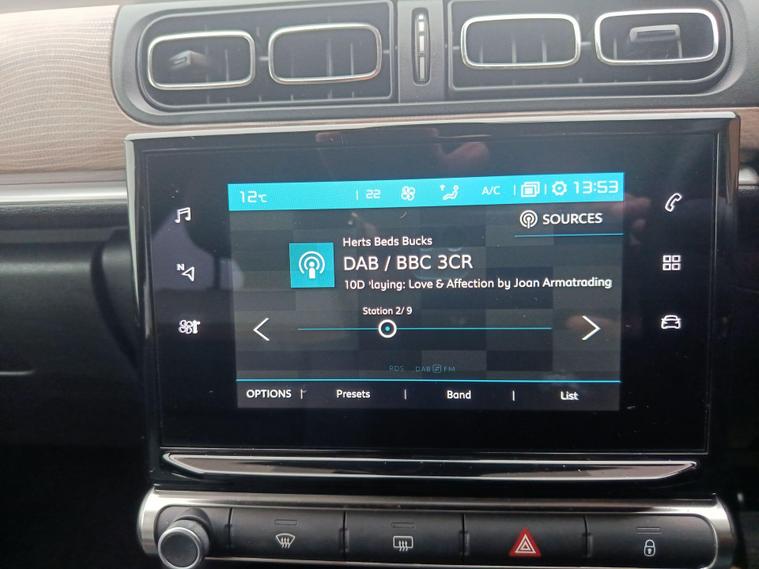 12°C 22 A/C 13:53
SOURCES
Herts Beds Bucks
DAB / BBC 3CR
10D 'laying: Love & Affection by Joan Armatrading
Station 2/ 9
N
RDS DAB FM
OPTIONS Presets Band List